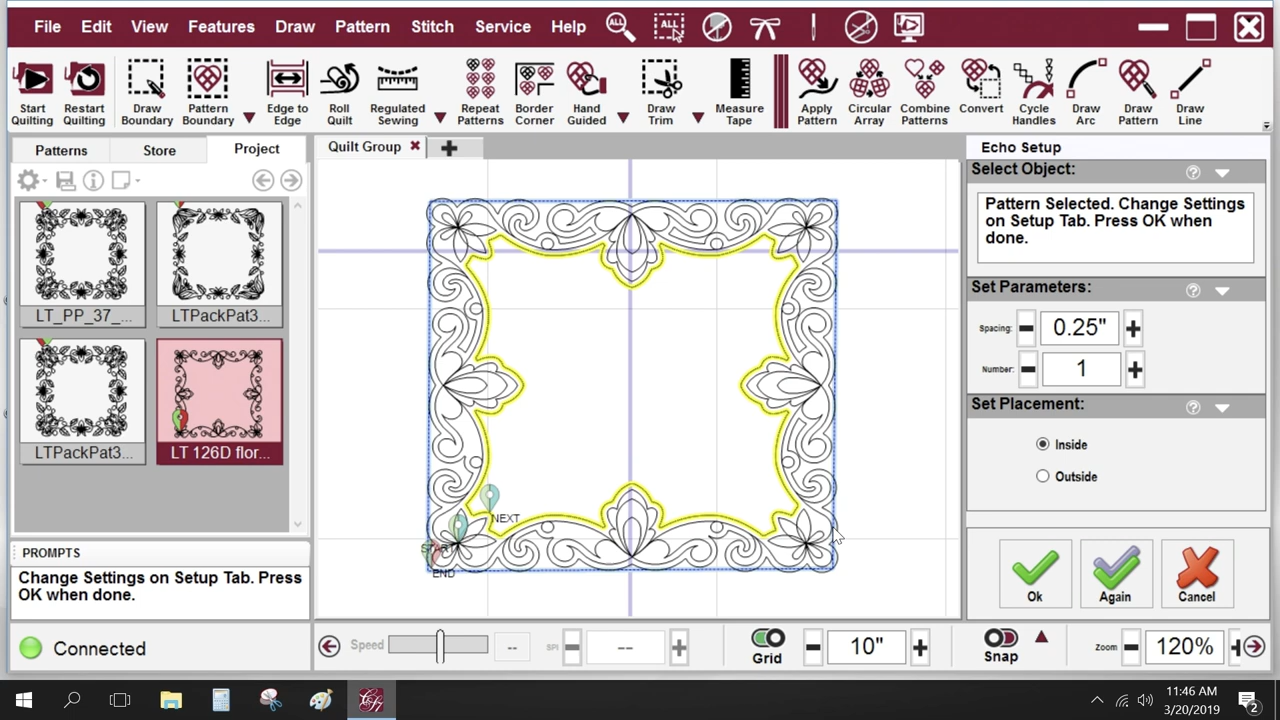 File Edit View Features Draw Pattern Stitch Service Help ALL ALL
Start Quilting
Restart Quilting
Draw Boundary
Pattern Boundary
Edge to Edge
Roll Quilt
Regulated Sewing
Repeat Patterns
Border Corner
Hand Guided
Draw Trim
Measure Tape
Apply Pattern
Circular Array
Combine Patterns
Convert
Cycle Handles
Draw Arc
Draw Pattern
Draw Line
Patterns Store Project
LT_PP_37_...
LTPackPat3...
LTPackPat3...
LT 126D flor...
PROMPTS
Change Settings on Setup Tab. Press
OK when done.
Connected
Quilt Group
NEXT
START
END
Echo Setup
Select Object:
Pattern Selected. Change Settings
on Setup Tab. Press OK when
done.
Set Parameters:
Spacing: 0.25"
Number: 1
Set Placement:
Inside
Outside
Ok Again Cancel
Speed -- SPI -- Grid 10" Snap Zoom 120%
11:46 AM
3/20/2019
2